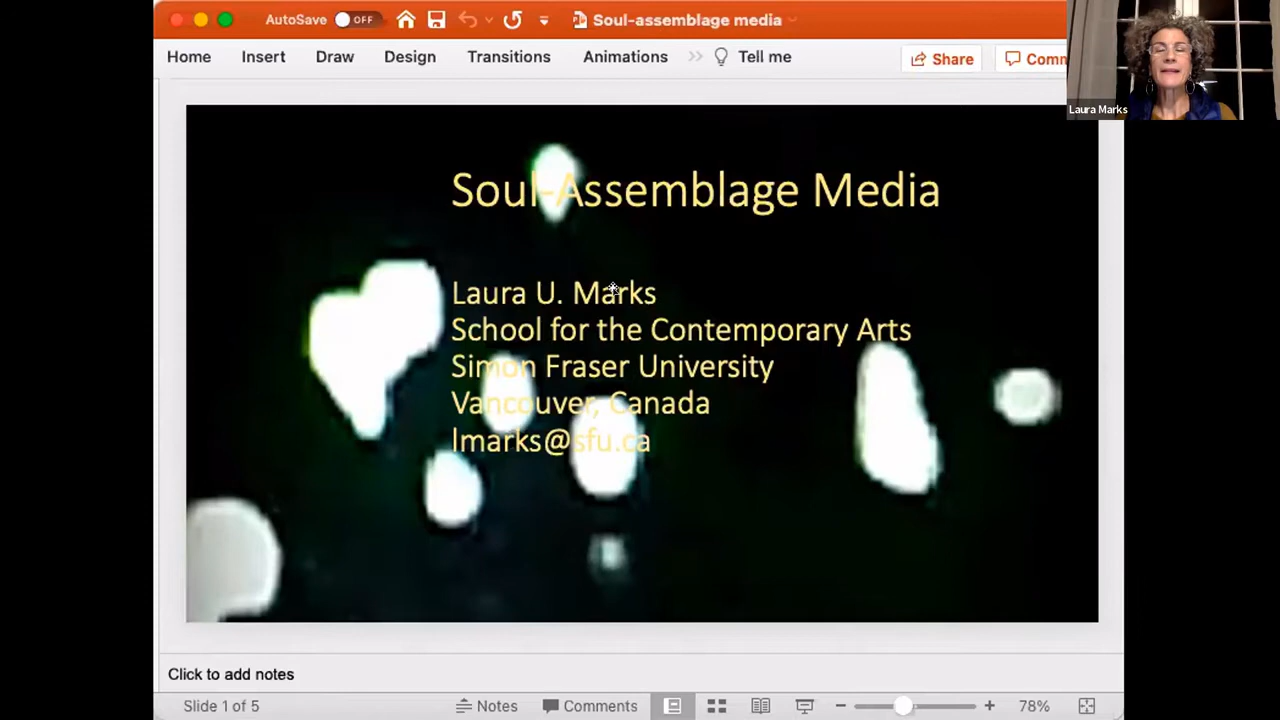 AutoSave OFF Soul-assemblage media
Home Insert Draw Design Transitions Animations Tell me Share Comm
Laura Marks
Soul-Assemblage Media
Laura U. Marks
School for the Contemporary Arts
Simon Fraser University
Vancouver, Canada
lmarks@sfu.ca
Click to add notes
Slide 1 of 5 Notes Comments 78%